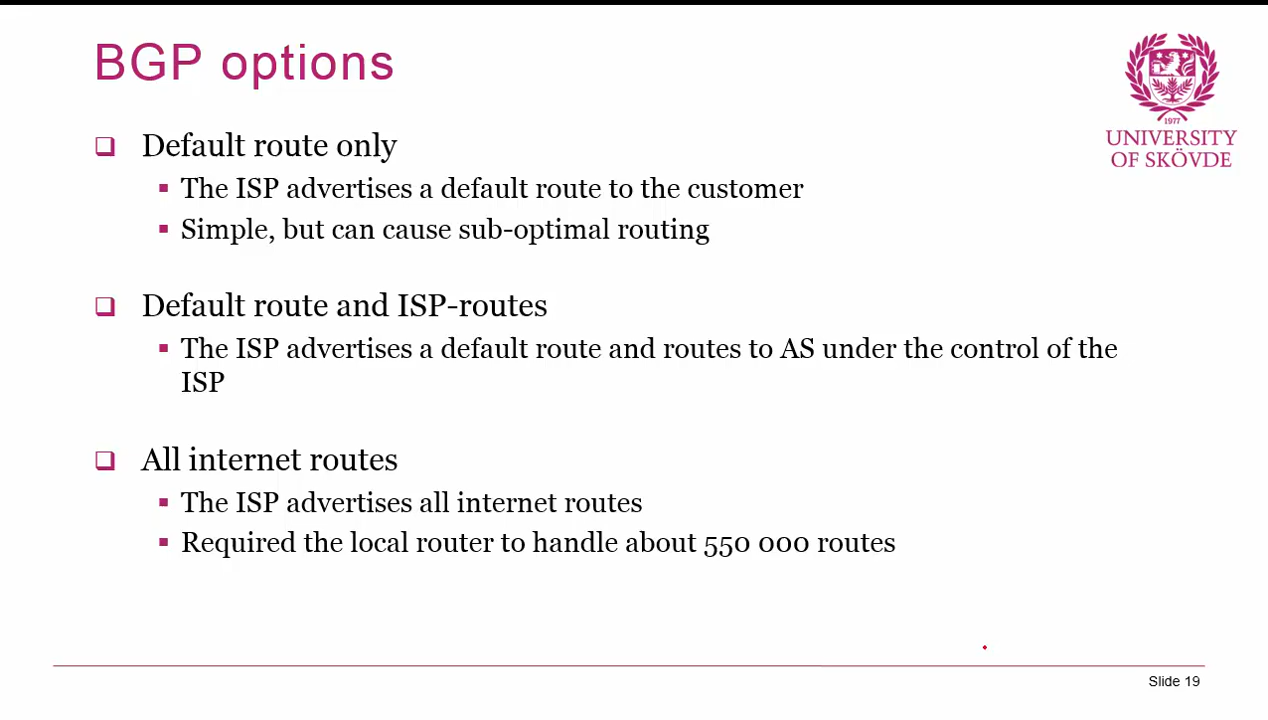 BGP options
1977
UNIVERSITY
OF SKÖVDE
Default route only
The ISP advertises a default route to the customer
Simple, but can cause sub-optimal routing
Default route and ISP-routes
The ISP advertises a default route and routes to AS under the control of the
ISP
All internet routes
The ISP advertises all internet routes
Required the local router to handle about 550 000 routes
Slide 19